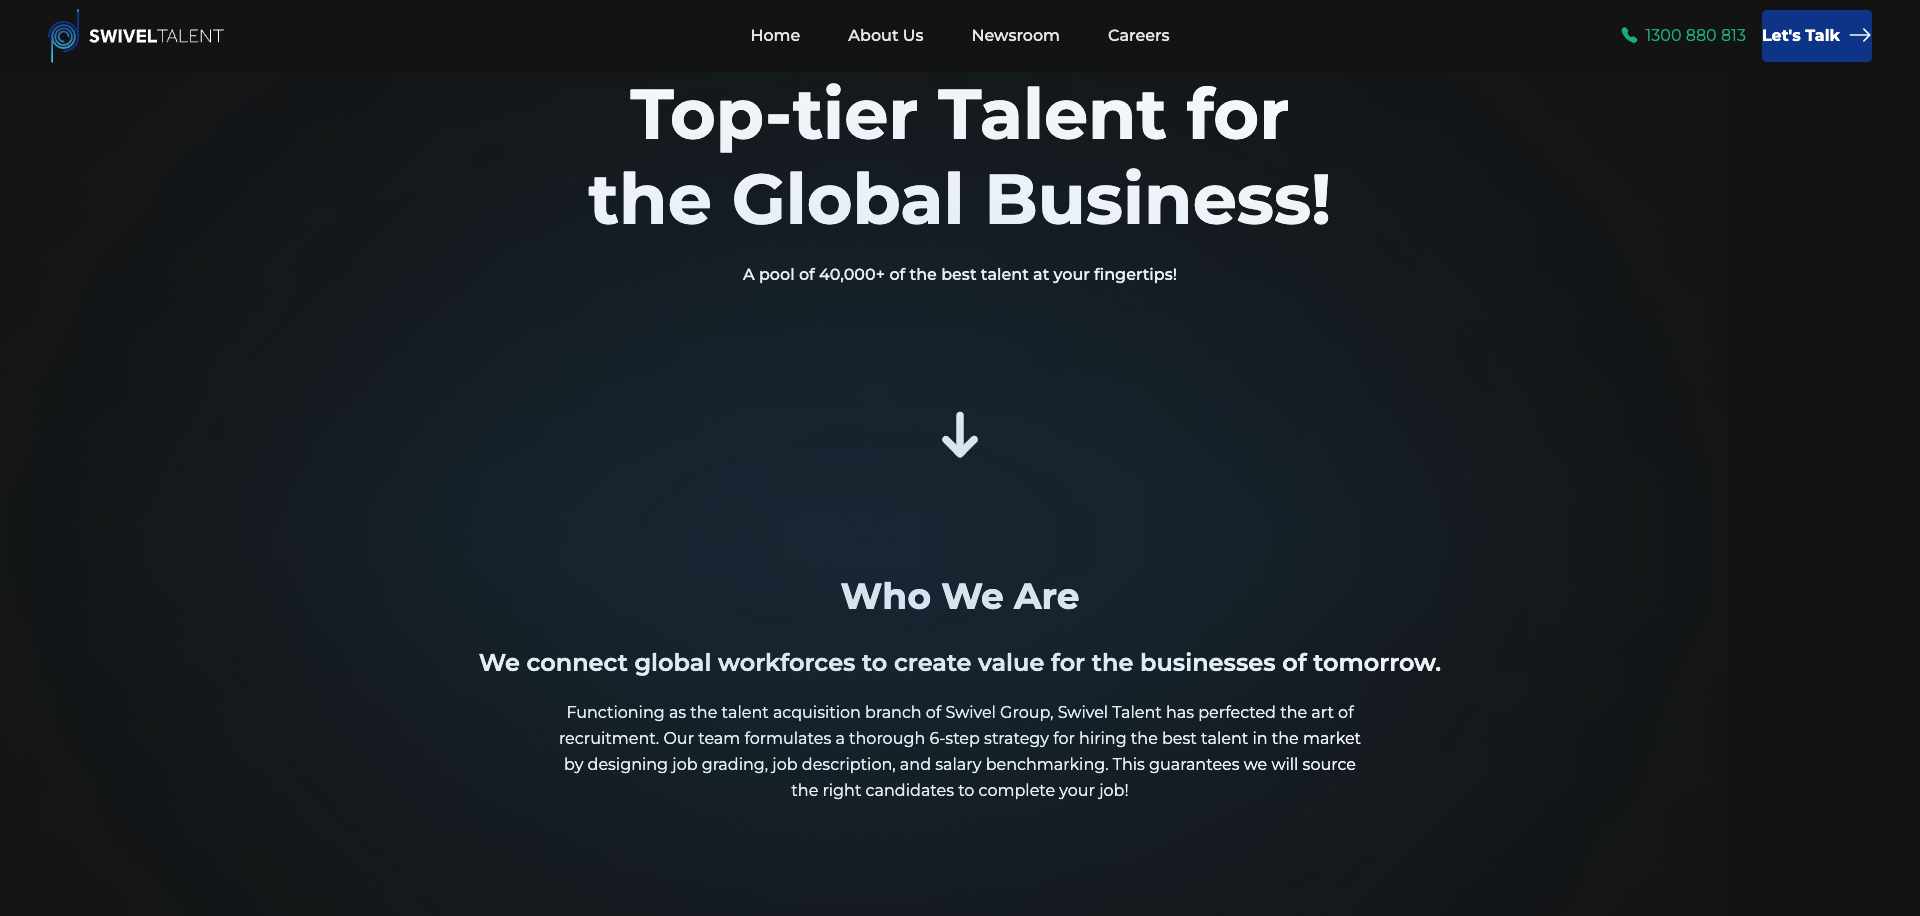 SWIVELTALENT
Home
About Us
Newsroom
Careers
1300 880 813
Let's Talk
Top-tier Talent for
the Global Business!
A pool of 40,000+ of the best talent at your fingertips!
Who We Are
We connect global workforces to create value for the businesses of tomorrow.
Functioning as the talent acquisition branch of Swivel Group, Swivel Talent has perfected the art of
recruitment. Our team formulates a thorough 6-step strategy for hiring the best talent in the market
by designing job grading, job description, and salary benchmarking. This guarantees we will source
the right candidates to complete your job!